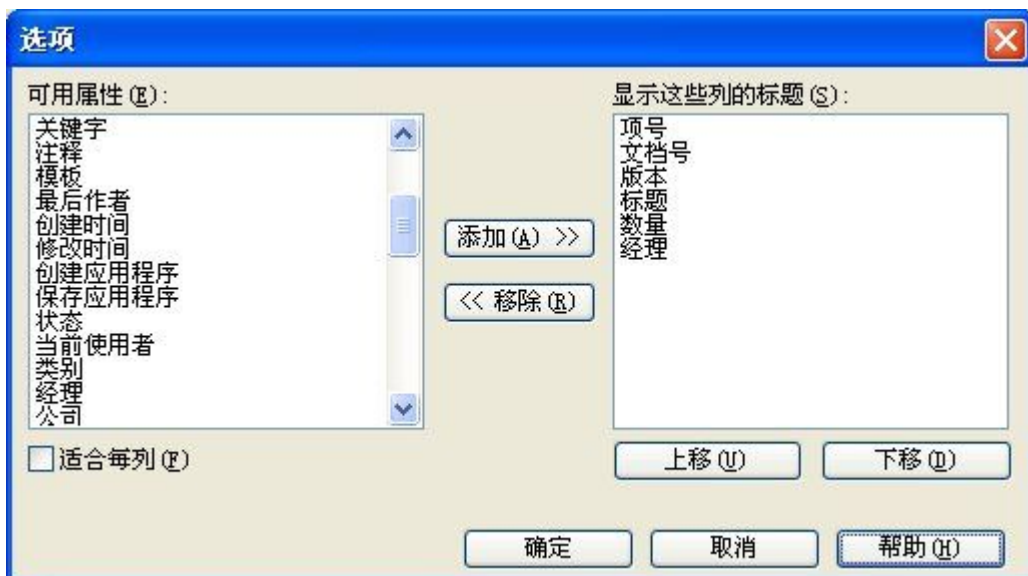 选项
可用属性(E):
关键字
注释
模板
最后作者
创建时间
修改时间
创建应用程序
保存应用程序
状态
当前使用者
类别
经理
公司
适合每列(F)
添加(A) >>
<< 移除(R)
显示这些列的标题(S):
项号
文档号
版本
标题
数量
经理
上移(U)
下移(D)
确定
取消
帮助(H)